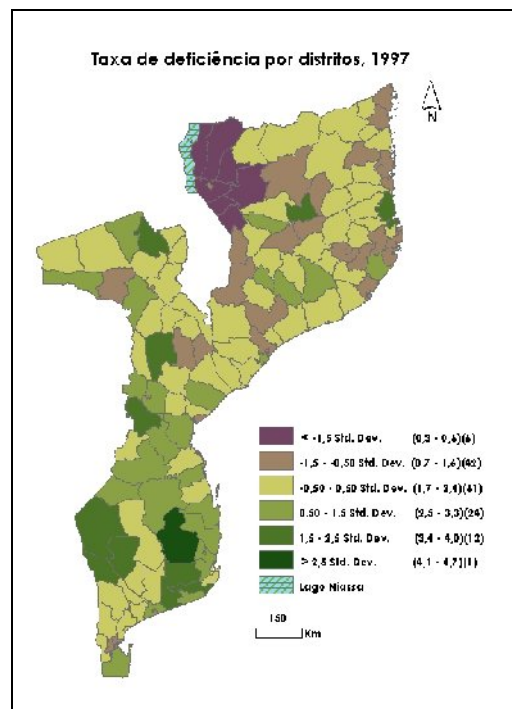 Taxa de deficiência por distritos, 1997
N
< -1,5 Std. Dev. (0,3 - 0,6)(6)
-1,5 - -0,50 Std. Dev. (0,7 - 1,6)(42)
-0,50 - 0,50 Std. Dev. (1,7 - 2,4)(61)
0,50 - 1,5 Std. Dev. (2,5 - 3,3)(24)
1,5 - 2,5 Std. Dev. (3,4 - 4,0)(12)
> 2,5 Std. Dev. (4,1 - 4,7)(1)
Lago Niassa
150
Km